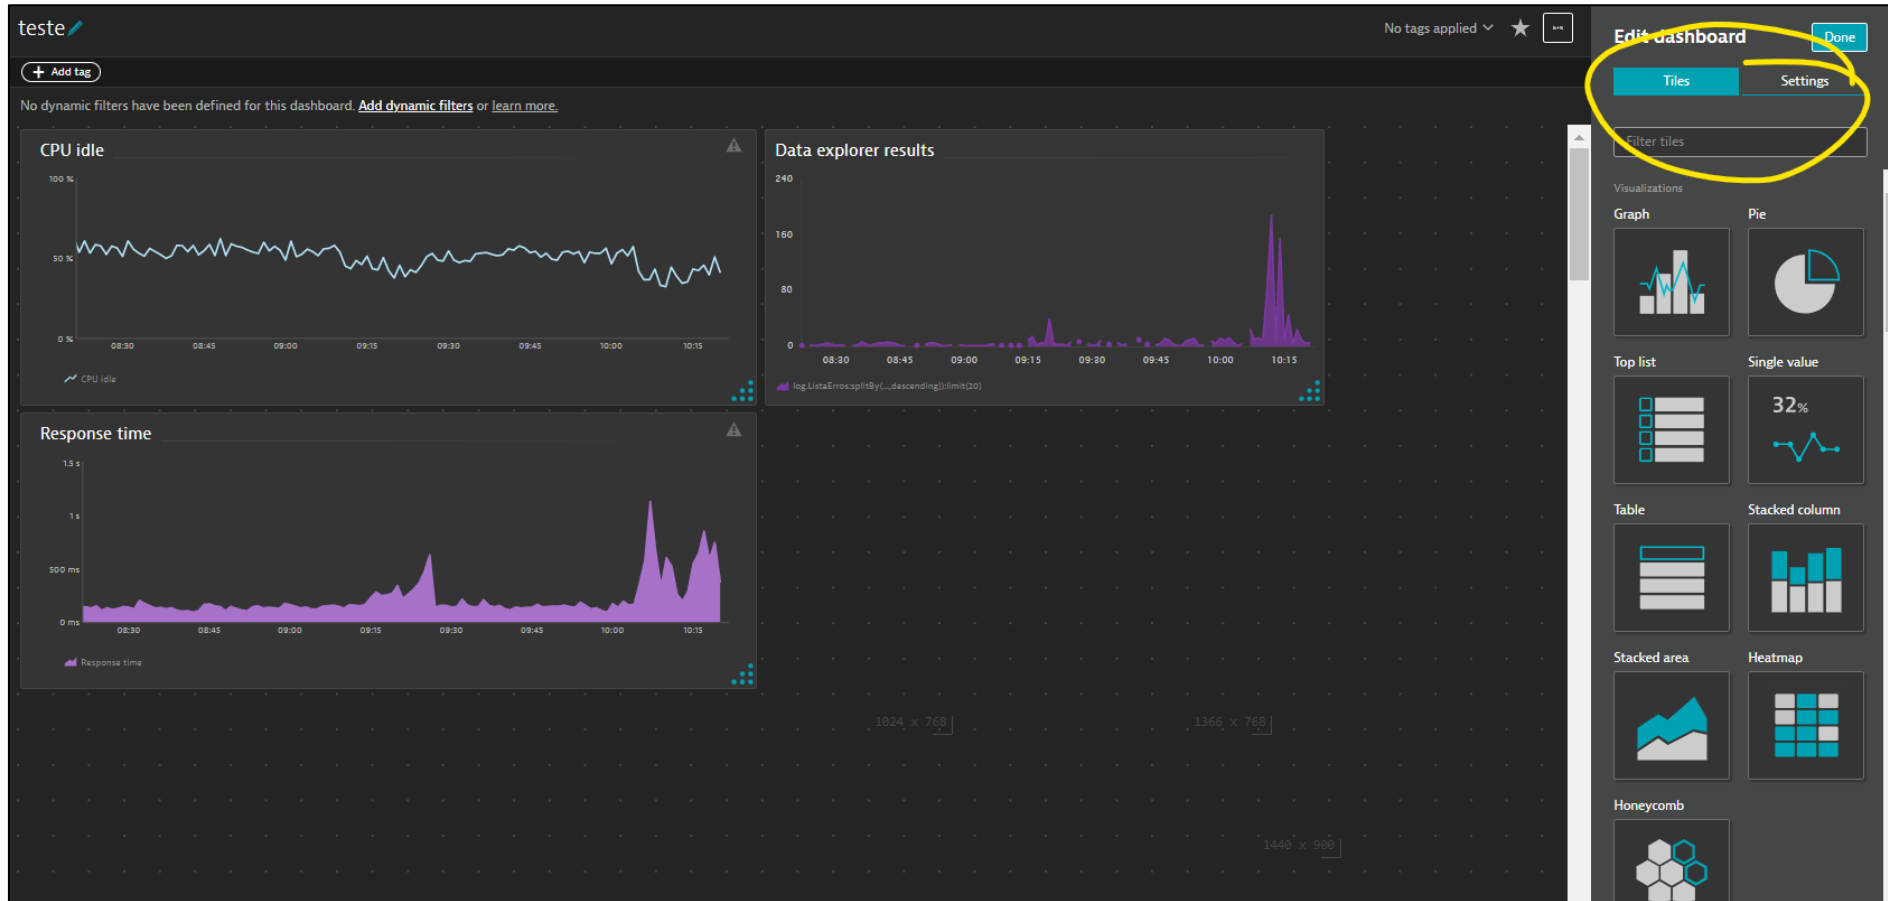 teste
No tags applied
Edit dashboard
Done
+ Add tag
Tiles
Settings
No dynamic filters have been defined for this dashboard. Add dynamic filters or learn more.
Filter tiles
CPU idle
100 %
50 %
0 %
08:30 08:45 09:00 09:15 09:30 09:45 10:00 10:15
CPU idle
Data explorer results
240
160
80
0
08:30 08:45 09:00 09:15 09:30 09:45 10:00 10:15
log.ListaErros:splitBy(...,descending)):limit(20)
Response time
1.5 s
1 s
500 ms
0 ms
08:30 08:45 09:00 09:15 09:30 09:45 10:00 10:15
Response time
1024 x 768
1366 x 768
1440 x 900
Visualizations
Graph
Pie
Top list
Single value
32%
Table
Stacked column
Stacked area
Heatmap
Honeycomb